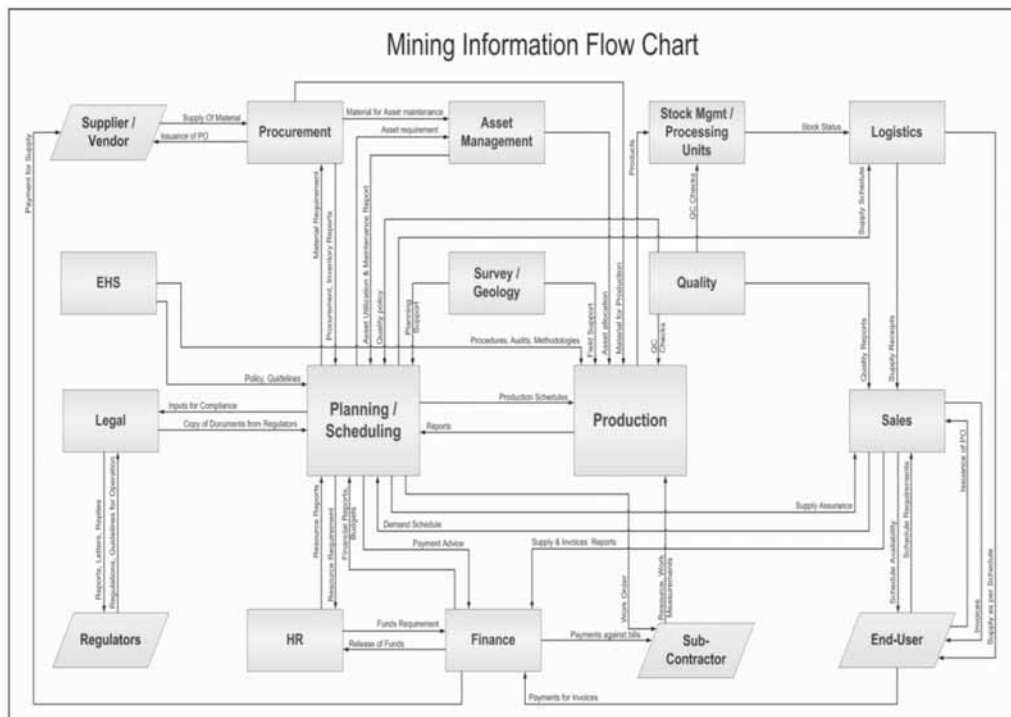 Mining Information Flow Chart
Supplier /
Vendor
Supply Of Material
Issuance of PO
Procurement
Material for Asset maintenance
Asset requirement
Asset
Management
Products
Stock Mgmt /
Processing
Units
Stock Status
Logistics
Payment for Supply
Material Requirement
Procurement, Inventory Reports
Asset Utilization & Maintenance Report
Quality policy
QC Checks
Supply Schedule
EHS
Survey /
Geology
Quality
Planning
Support
Field Support
Asset allocation
Material for Production
QC
Checks
Quality Reports
Supply Receipts
Procedures, Audits, Methodologies
Policy, Guidelines
Legal
Inputs for Compliance
Copy of Documents from Regulators
Planning /
Scheduling
Production Schedules
Reports
Production
Sales
Issuance of PO
Reports, Letters, Replies
Regulations, Guidelines for Operation
Resource Reports
Resource Requirement
Financial Reports,
Budgets
Supply Assurance
Demand Schedule
Payment Advice
Supply & Invoices Reports
Work Order
Resource, Work
Measurements
Schedule Availability
Schedule Requirements
Invoices
Supply as per Schedule
Regulators
HR
Funds Requirement
Release of Funds
Finance
Payments against bills
Sub-
Contractor
End-User
Payments for Invoices